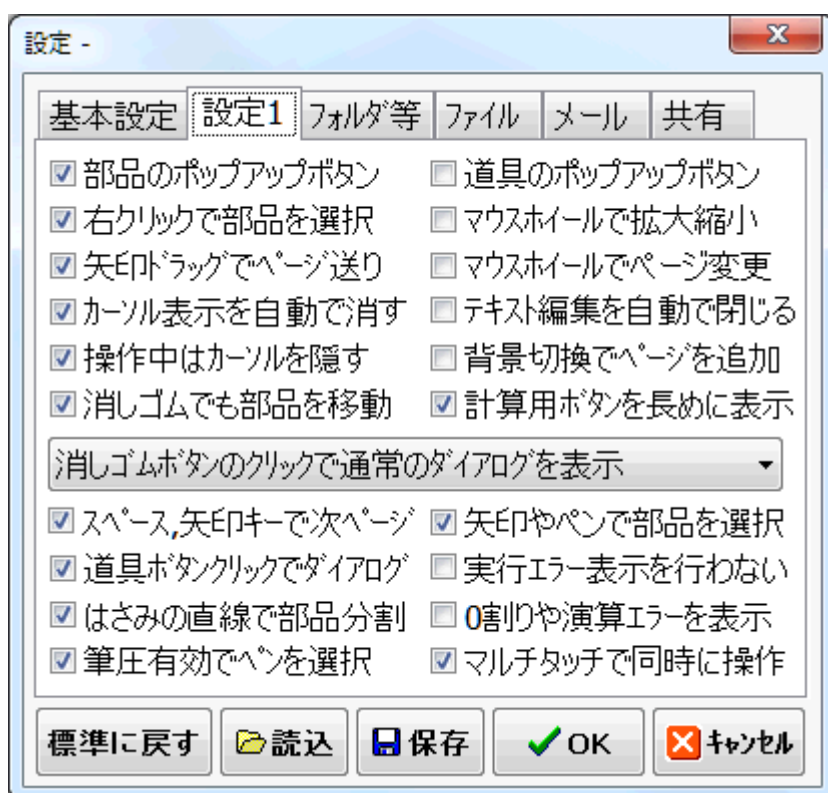 設定 -
基本設定 設定1 フォルダ等 ファイル メール 共有
部品のポップアップボタン 道具のポップアップボタン
右クリックで部品を選択 マウスホイールで拡大縮小
矢印ドラッグでページ送り マウスホイールでページ変更
カーソル表示を自動で消す テキスト編集を自動で閉じる
操作中はカーソルを隠す 背景切換でページを追加
消しゴムでも部品を移動 計算用ボタンを長めに表示
消しゴムボタンのクリックで通常のダイアログを表示
スペース,矢印キーで次ページ 矢印やペンで部品を選択
道具ボタンクリックでダイアログ 実行エラー表示を行わない
はさみの直線で部品分割 0割りや演算エラーを表示
筆圧有効でペンを選択 マルチタッチで同時に操作
標準に戻す 読込 保存 OK キャンセル